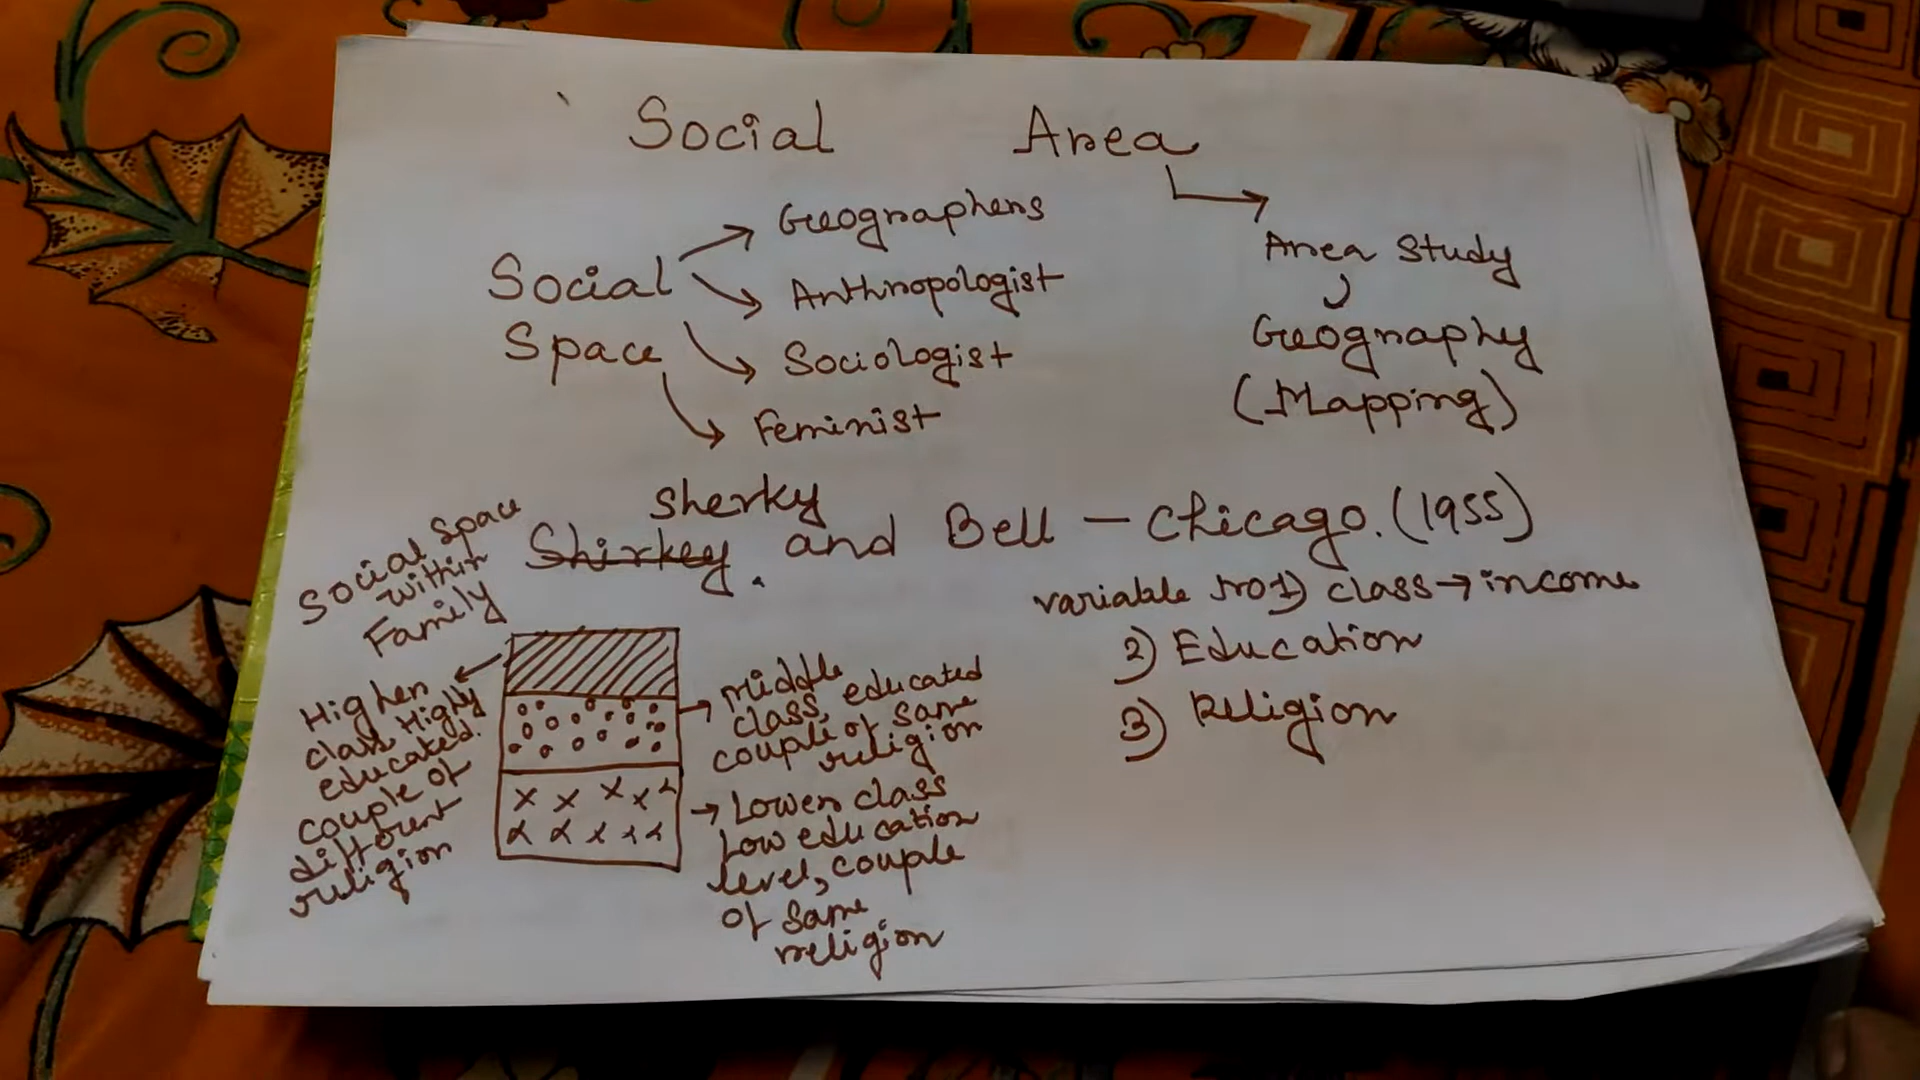 Social Area
Social
Space
Geographers
Anthropologist
Sociologist
Feminist
Area Study
Geography
(Mapping)
Sherky
Shirkey and Bell - Chicago. (1955)
variable no 1) class → income
2) Education
3) Religion
Social Space
within
Family
Higher
class Highly
educated.
couple of
different
religion
middle
class, educated
couple of same
religion
Lower class
Low education
level, couple
of same
religion